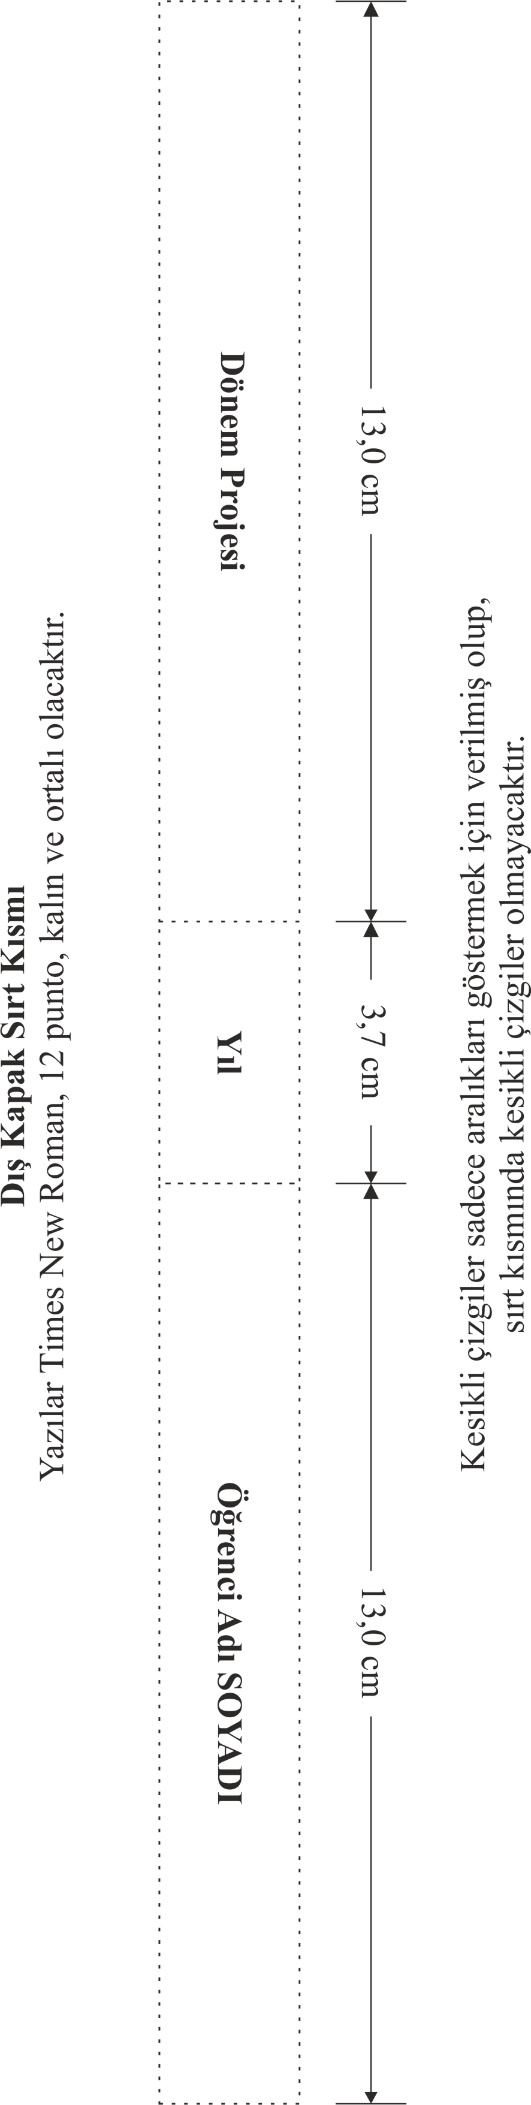 Dış Kapak Sırt Kısmı
Yazılar Times New Roman, 12 punto, kalın ve ortalı olacaktır.
Dönem Projesi
Yıl
Öğrenci Adı SOYADI
13,0 cm
3,7 cm
13,0 cm
Kesikli çizgiler sadece aralıkları göstermek için verilmiş olup,
sırt kısmında kesikli çizgiler olmayacaktır.